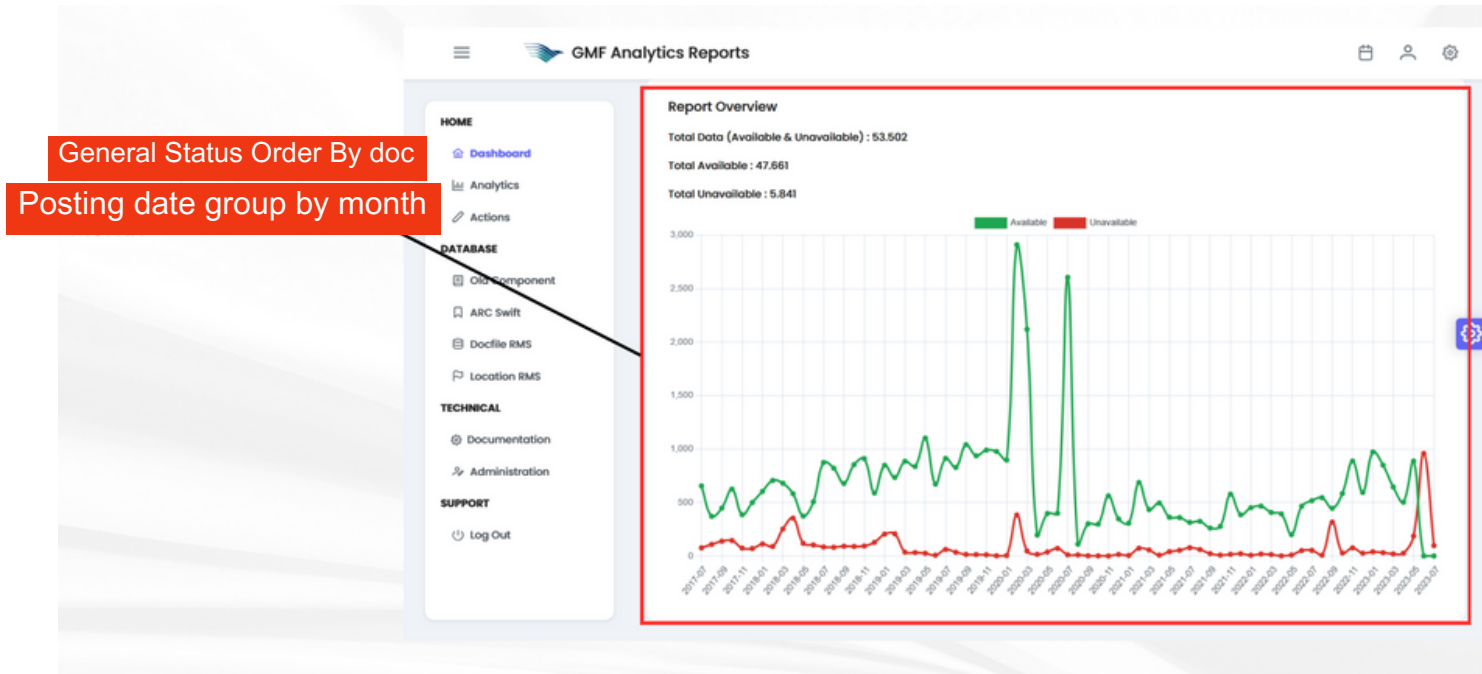 GMF Analytics Reports
General Status Order By doc
Posting date group by month
HOME
Dashboard
Analytics
Actions
DATABASE
Old Component
ARC Swift
Docfile RMS
Location RMS
TECHNICAL
Documentation
Administration
SUPPORT
Log Out
Report Overview
Total Data (Available & Unavailable) : 53.502
Total Available : 47.661
Total Unavailable : 5.841
Available Unavailable
3,000
2,500
2,000
1,500
1,000
500
0
2017-07 2017-09 2017-11 2018-01 2018-03 2018-05 2018-07 2018-09 2018-11 2019-01 2019-03 2019-05 2019-07 2019-09 2019-11 2020-01 2020-03 2020-05 2020-07 2020-09 2020-11 2021-01 2021-03 2021-05 2021-07 2021-09 2021-11 2022-01 2022-03 2022-05 2022-07 2022-09 2022-11 2023-01 2023-03 2023-05 2023-07